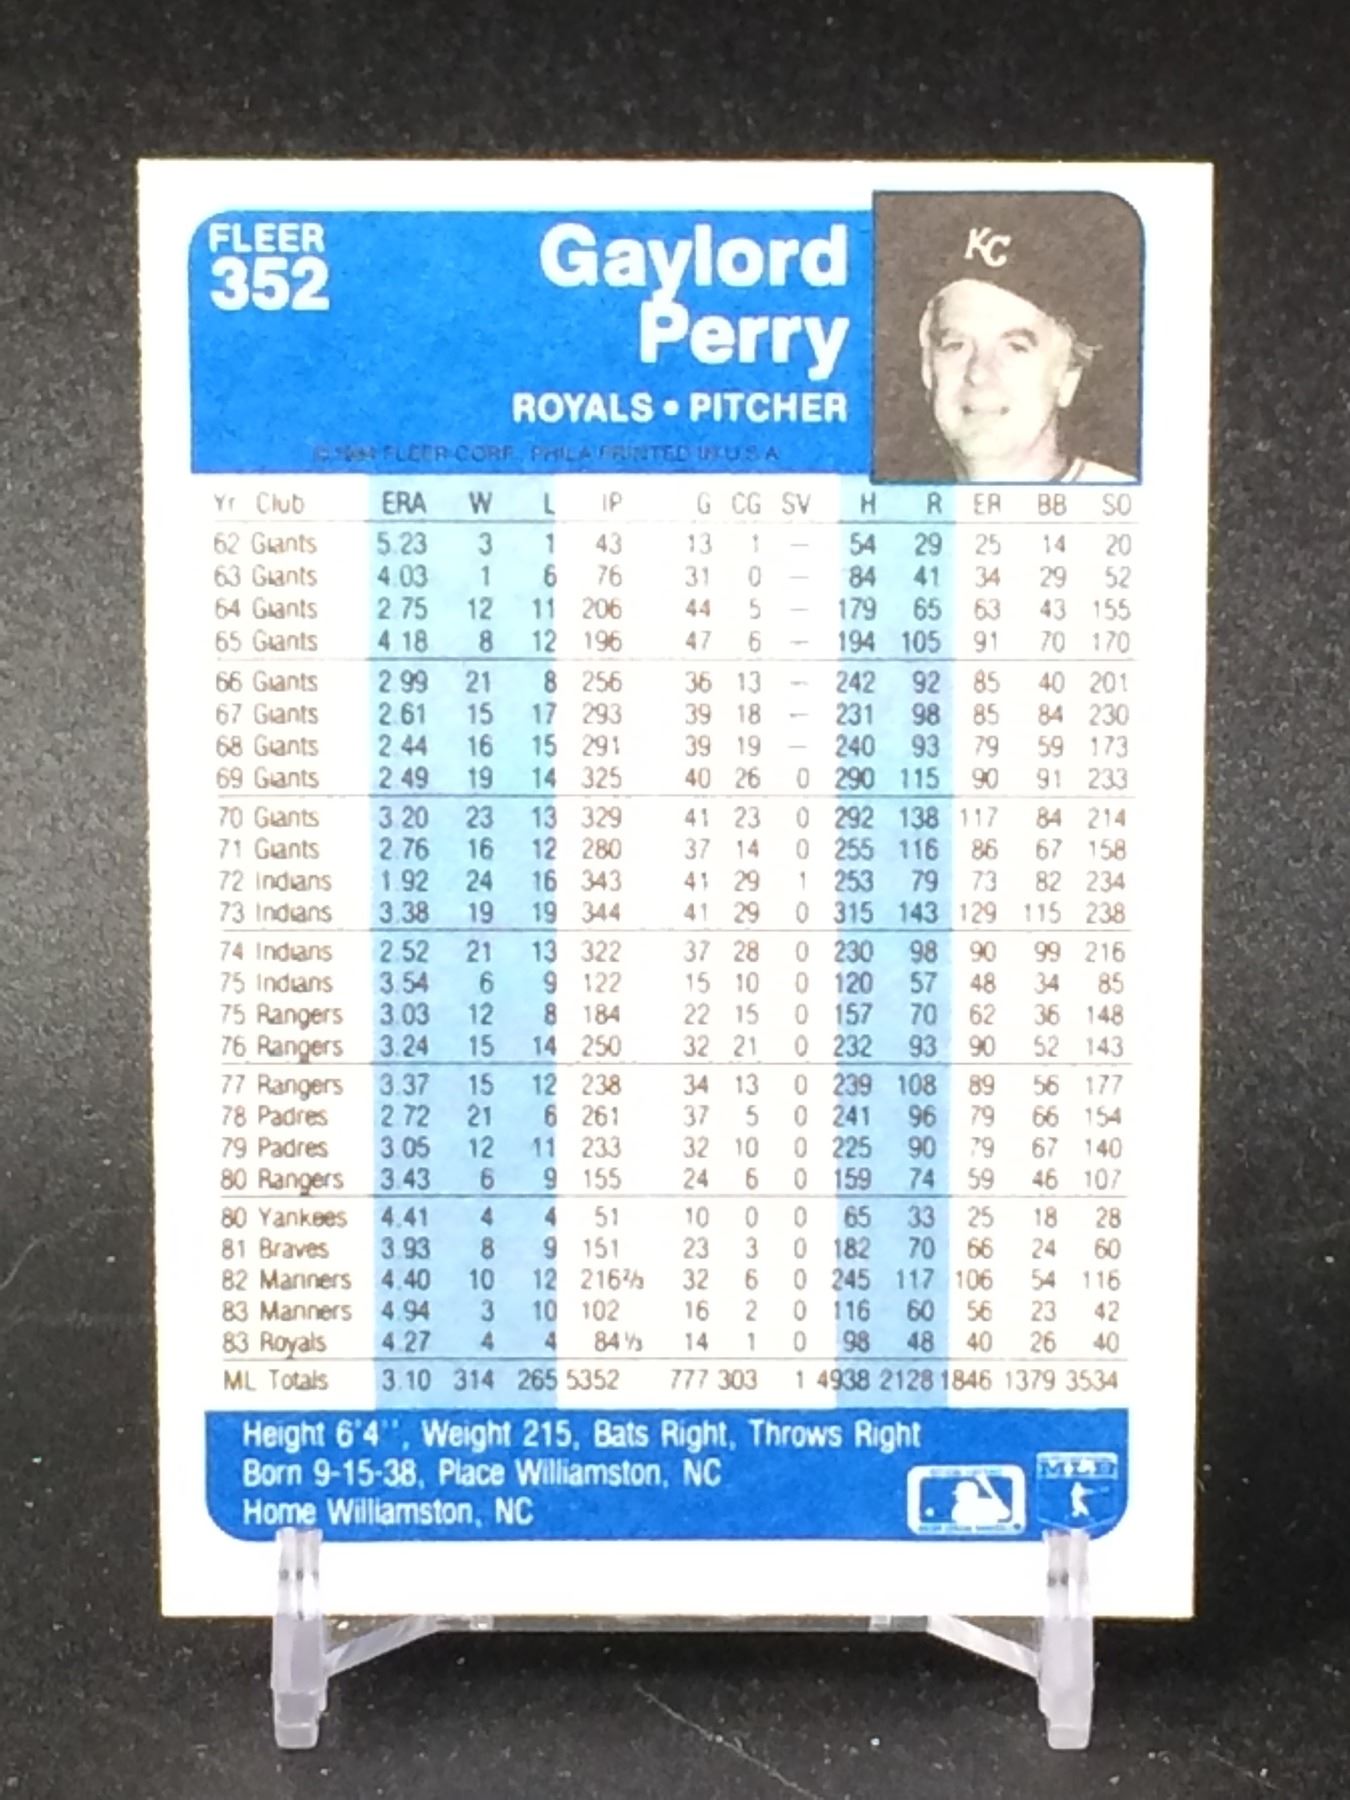 FLEER
352
Gaylord
Perry
ROYALS • PITCHER
© 1984 FLEER CORP. PHILA PRINTED IN U.S.A.
KC
Yr Club ERA W L IP G CG SV H R ER BB SO
62 Giants 5.23 3 1 43 13 1 — 54 29 25 14 20
63 Giants 4.03 1 6 76 31 0 — 84 41 34 29 52
64 Giants 2.75 12 11 206 44 5 — 179 65 63 43 155
65 Giants 4.18 8 12 196 47 6 — 194 105 91 70 170
66 Giants 2.99 21 8 256 36 13 — 242 92 85 40 201
67 Giants 2.61 15 17 293 39 18 — 231 98 85 84 230
68 Giants 2.44 16 15 291 39 19 — 240 93 79 59 173
69 Giants 2.49 19 14 325 40 26 0 290 115 90 91 233
70 Giants 3.20 23 13 329 41 23 0 292 138 117 84 214
71 Giants 2.76 16 12 280 37 14 0 255 116 86 67 158
72 Indians 1.92 24 16 343 41 29 1 253 79 73 82 234
73 Indians 3.38 19 19 344 41 29 0 315 143 129 115 238
74 Indians 2.52 21 13 322 37 28 0 230 98 90 99 216
75 Indians 3.54 6 9 122 15 10 0 120 57 48 34 85
75 Rangers 3.03 12 8 184 22 15 0 157 70 62 36 148
76 Rangers 3.24 15 14 250 32 21 0 232 93 90 52 143
77 Rangers 3.37 15 12 238 34 13 0 239 108 89 56 177
78 Padres 2.72 21 6 261 37 5 0 241 96 79 66 154
79 Padres 3.05 12 11 233 32 10 0 225 90 79 67 140
80 Rangers 3.43 6 9 155 24 6 0 159 74 59 46 107
80 Yankees 4.41 4 4 51 10 0 0 65 33 25 18 28
81 Braves 3.93 8 9 151 23 3 0 182 70 66 24 60
82 Mariners 4.40 10 12 216⅔ 32 6 0 245 117 106 54 116
83 Mariners 4.94 3 10 102 16 2 0 116 60 56 23 42
83 Royals 4.27 4 4 84⅓ 14 1 0 98 48 40 26 40
ML Totals 3.10 314 265 5352 777 303 1 4938 2128 1846 1379 3534
Height 6'4'', Weight 215, Bats Right, Throws Right
Born 9-15-38, Place Williamston, NC
Home Williamston, NC